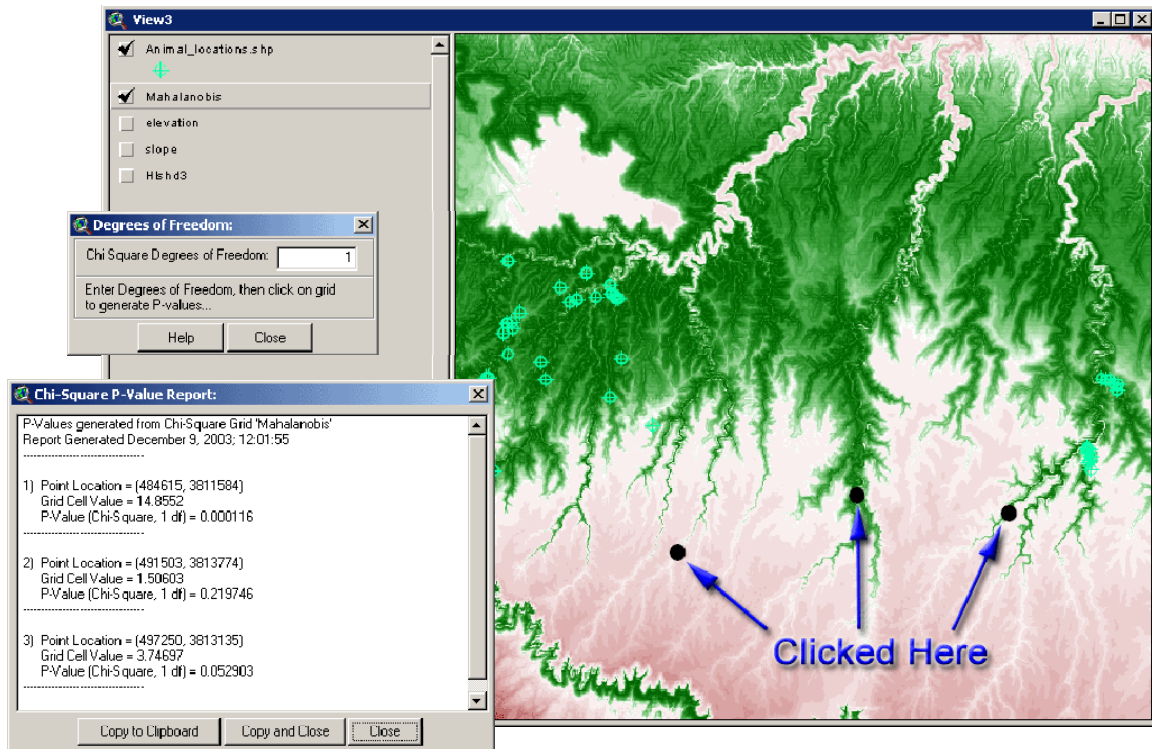 View3
Animal_locations.shp
Mahalanobis
elevation
slope
Hlshd3
Degrees of Freedom:
Chi Square Degrees of Freedom: 1
Enter Degrees of Freedom, then click on grid
to generate P-values...
Help Close
Chi-Square P-Value Report:
P-Values generated from Chi-Square Grid 'Mahalanobis'
Report Generated December 9, 2003; 12:01:55
---------------------------------
1) Point Location = (484615, 3811584)
Grid Cell Value = 14.8552
P-Value (Chi-Square, 1 df) = 0.000116
---------------------------------
2) Point Location = (491503, 3813774)
Grid Cell Value = 1.50603
P-Value (Chi-Square, 1 df) = 0.219746
---------------------------------
3) Point Location = (497250, 3813135)
Grid Cell Value = 3.74697
P-Value (Chi-Square, 1 df) = 0.052903
---------------------------------
Copy to Clipboard Copy and Close Close
Clicked Here